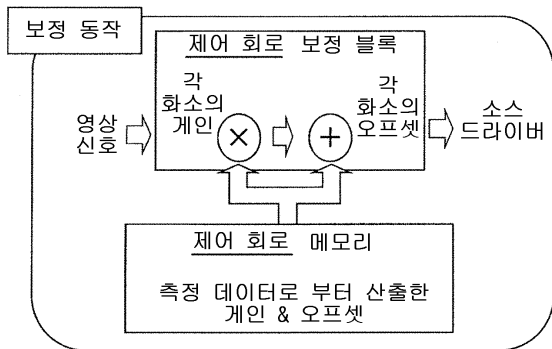 보정 동작
제어 회로 보정 블록
영상
신호
각
화소의
게인
×
+
각
화소의
오프셋
소스
드라이버
제어 회로 메모리
측정 데이터로 부터 산출한
게인 & 오프셋